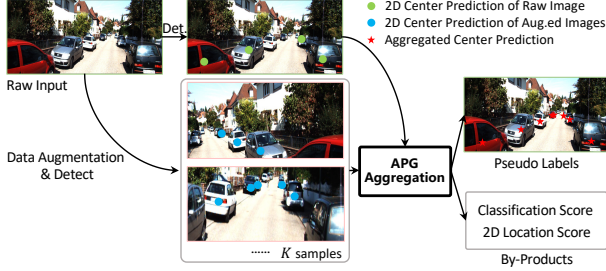 2D Center Prediction of Raw Image
2D Center Prediction of Aug.ed Images
Aggregated Center Prediction
Det.
Raw Input
Data Augmentation
& Detect
APG
Aggregation
Pseudo Labels
Classification Score
2D Location Score
By-Products
...... K samples